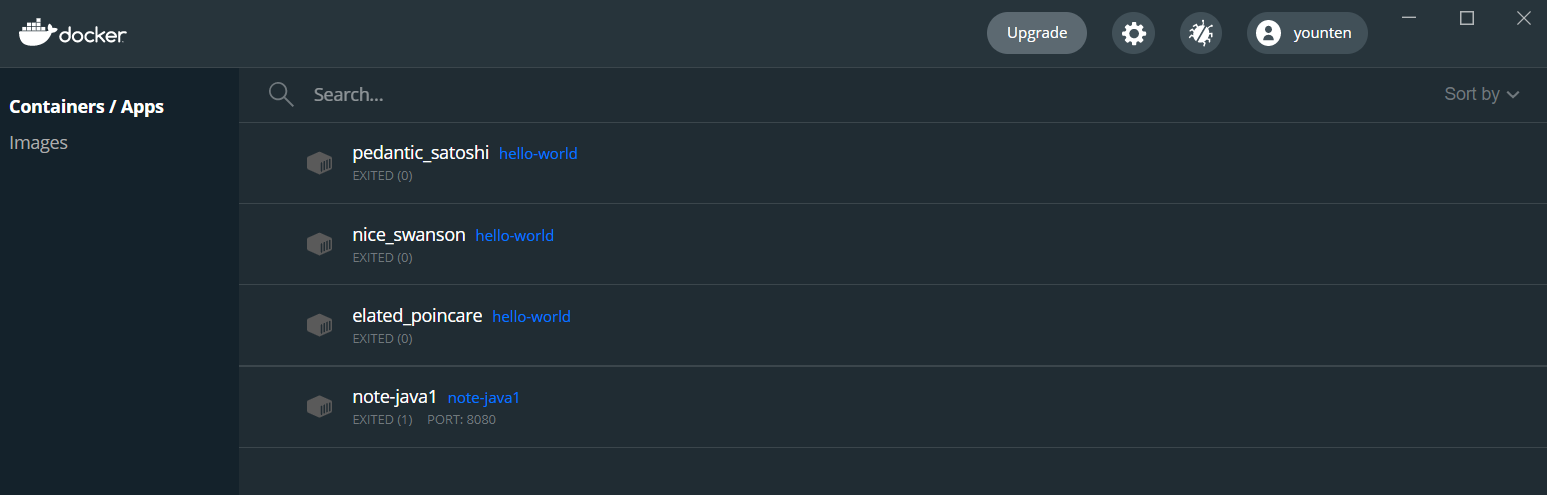 docker
Upgrade
younten
Containers / Apps
Images
Search...
Sort by
pedantic_satoshi hello-world
EXITED (0)
nice_swanson hello-world
EXITED (0)
elated_poincare hello-world
EXITED (0)
note-java1 note-java1
EXITED (1) PORT: 8080